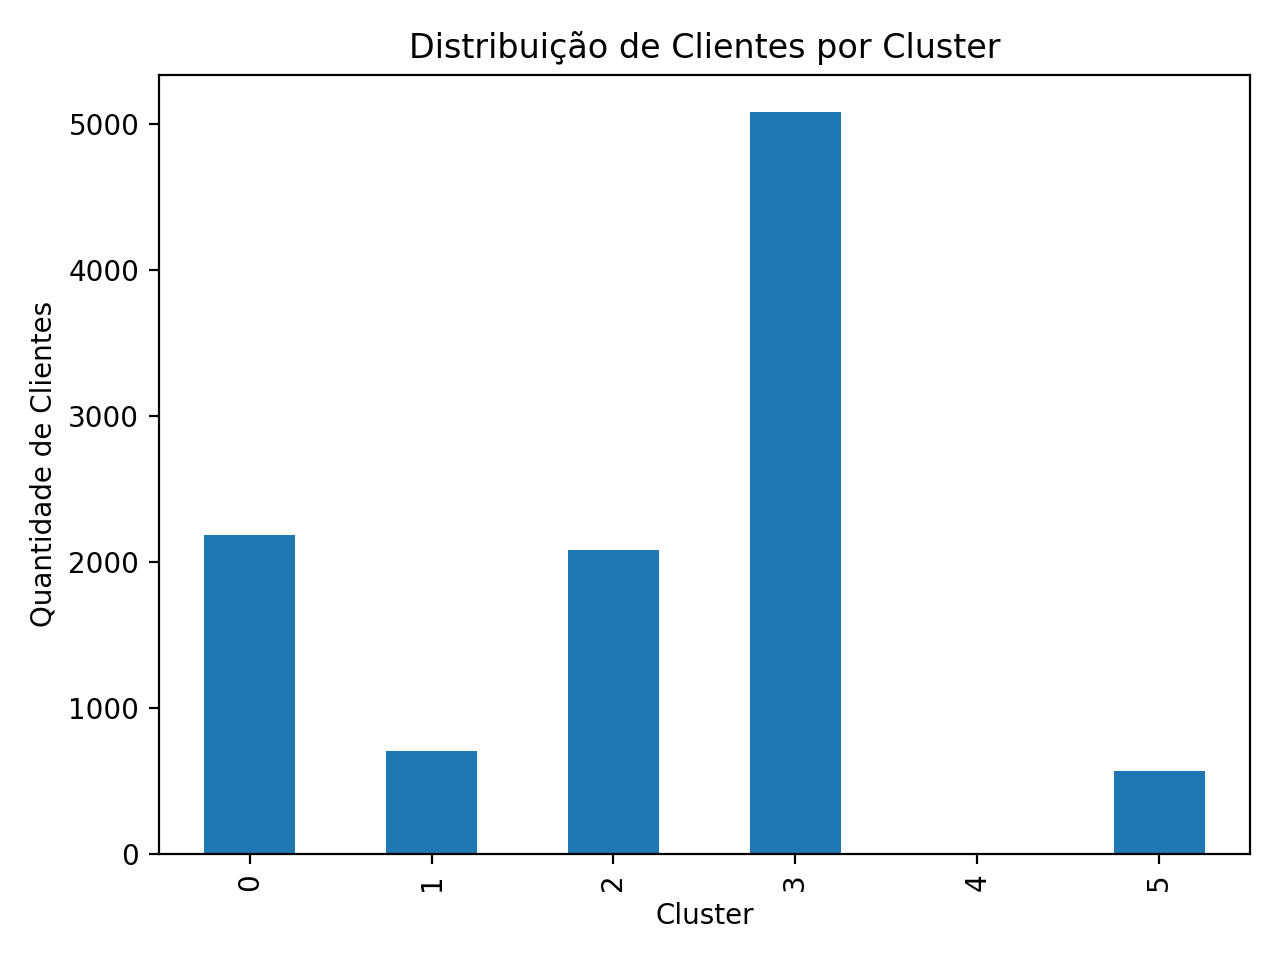 Distribuição de Clientes por Cluster
Quantidade de Clientes
5000
4000
3000
2000
1000
0
0 1 2 3 4 5
Cluster